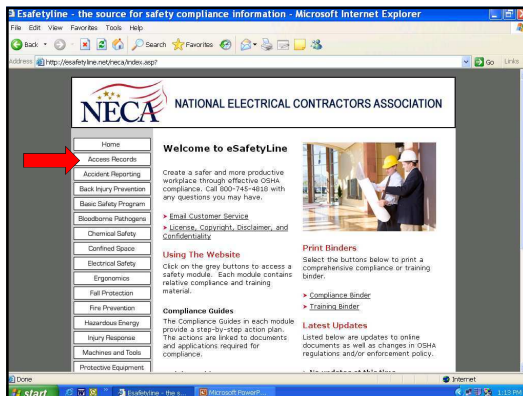 Esafetyline - the source for safety compliance information - Microsoft Internet Explorer
File Edit View Favorites Tools Help
Back Search Favorites
Address http://esafetyline.net/neca/index.asp? Go Links
NECA NATIONAL ELECTRICAL CONTRACTORS ASSOCIATION
Home
Access Records
Accident Reporting
Back Injury Prevention
Basic Safety Program
Bloodborne Pathogens
Chemical Safety
Confined Space
Electrical Safety
Ergonomics
Fall Protection
Fire Prevention
Hazardous Energy
Injury Response
Machines and Tools
Protective Equipment
Welcome to eSafetyLine
Create a safer and more productive
workplace through effective OSHA
compliance. Call 800-745-4818 with
any questions you may have.
Email Customer Service
License, Copyright, Disclaimer, and
Confidentiality
Using The Website
Click on the grey buttons to access a
safety module. Each module contains
relative compliance and training
material.
Compliance Guides
The Compliance Guides in each module
provide a step-by-step action plan.
The actions are linked to documents
and applications required for
compliance.
Print Binders
Select the buttons below to print a
comprehensive compliance or training
binder.
Compliance Binder
Training Binder
Latest Updates
Listed below are updates to online
documents as well as changes in OSHA
regulations and/or enforcement policy.
No updates at this time
Done Internet
start Esafetyline - the s... Microsoft PowerP... 1:13 PM